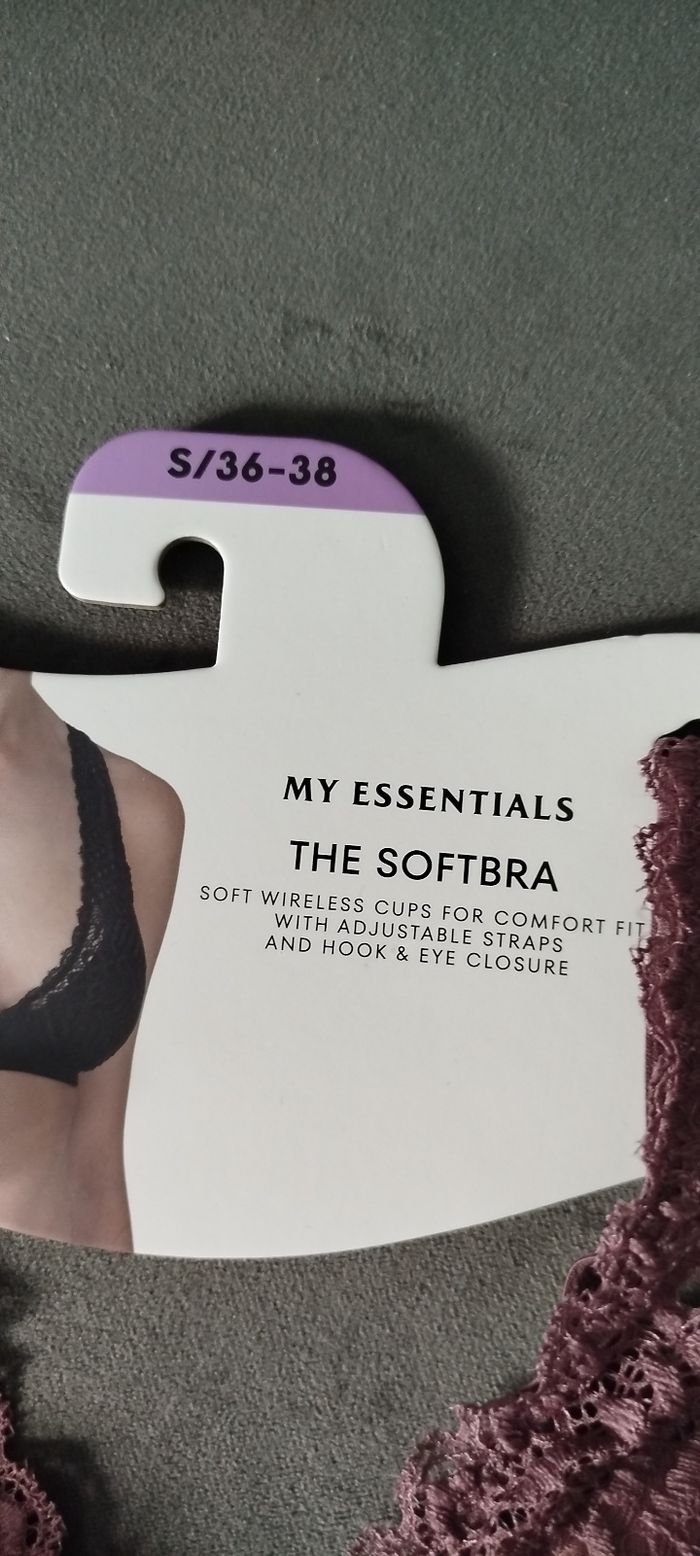 S/36-38
MY ESSENTIALS
THE SOFTBRA
SOFT WIRELESS CUPS FOR COMFORT FIT
WITH ADJUSTABLE STRAPS
AND HOOK & EYE CLOSURE